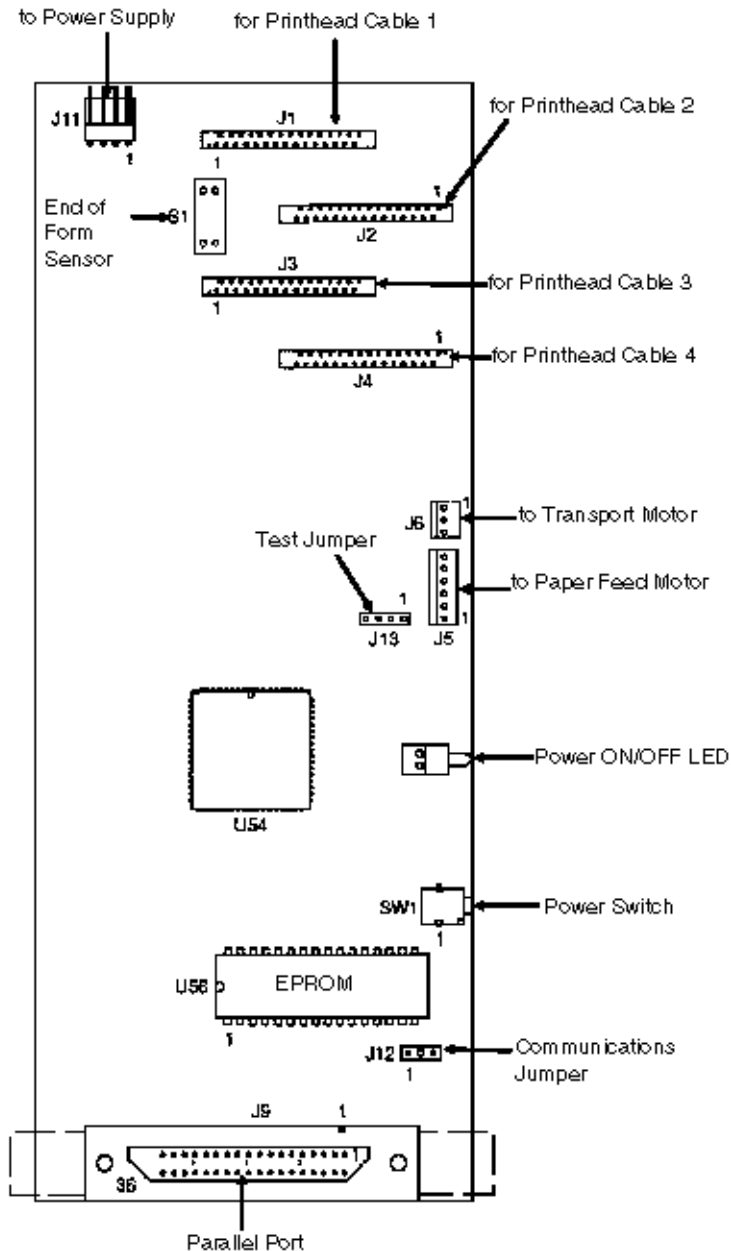 to Power Supply
for Printhead Cable 1
J11
1
J1
1
for Printhead Cable 2
End of
Form
Sensor
S1
1
J2
J3
1
for Printhead Cable 3
1
J4
for Printhead Cable 4
J6
1
to Transport Motor
Test Jumper
1
J13
to Paper Feed Motor
1
J5
U54
Power ON/OFF LED
SW1
1
Power Switch
U56
EPROM
1
J12
1
Communications
Jumper
J9
1
36
Parallel Port